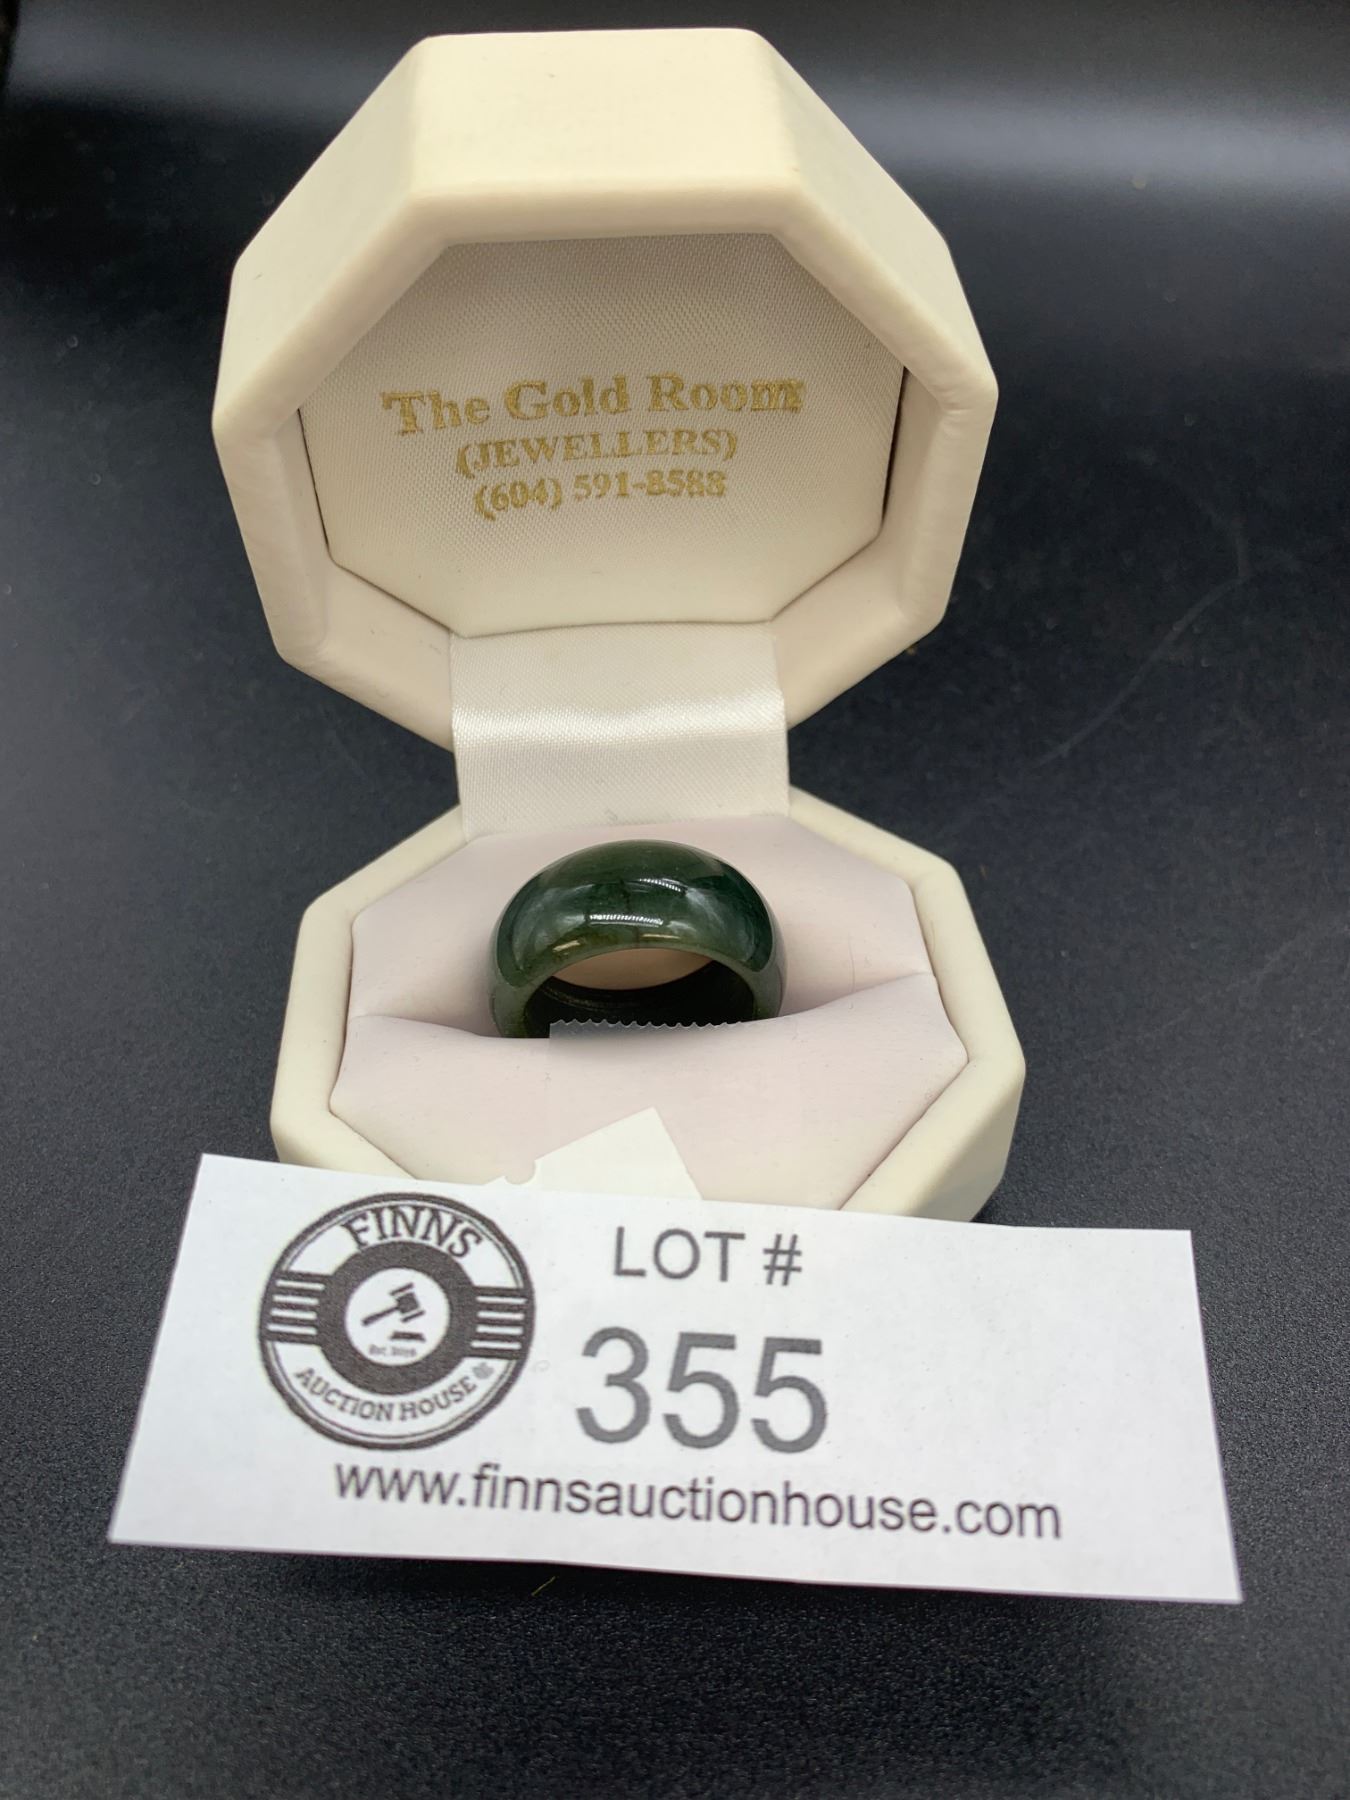 The Gold Room
(JEWELLERS)
(604) 591-8588
FINNS
AUCTION HOUSE
LOT #
355
www.finnsauctionhouse.com